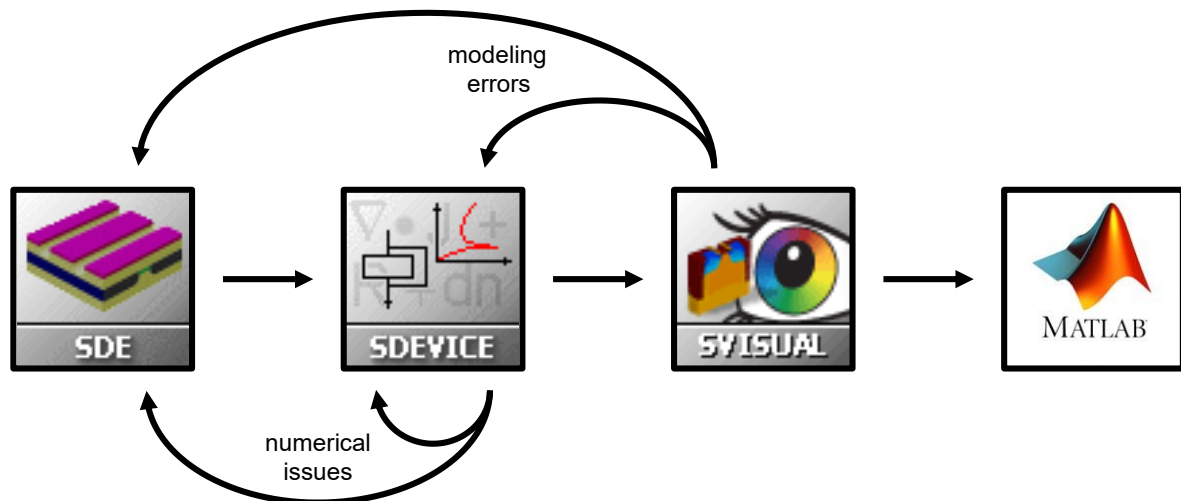 modeling
errors
SDE
SDEVICE
SVISUAL
MATLAB
numerical
issues